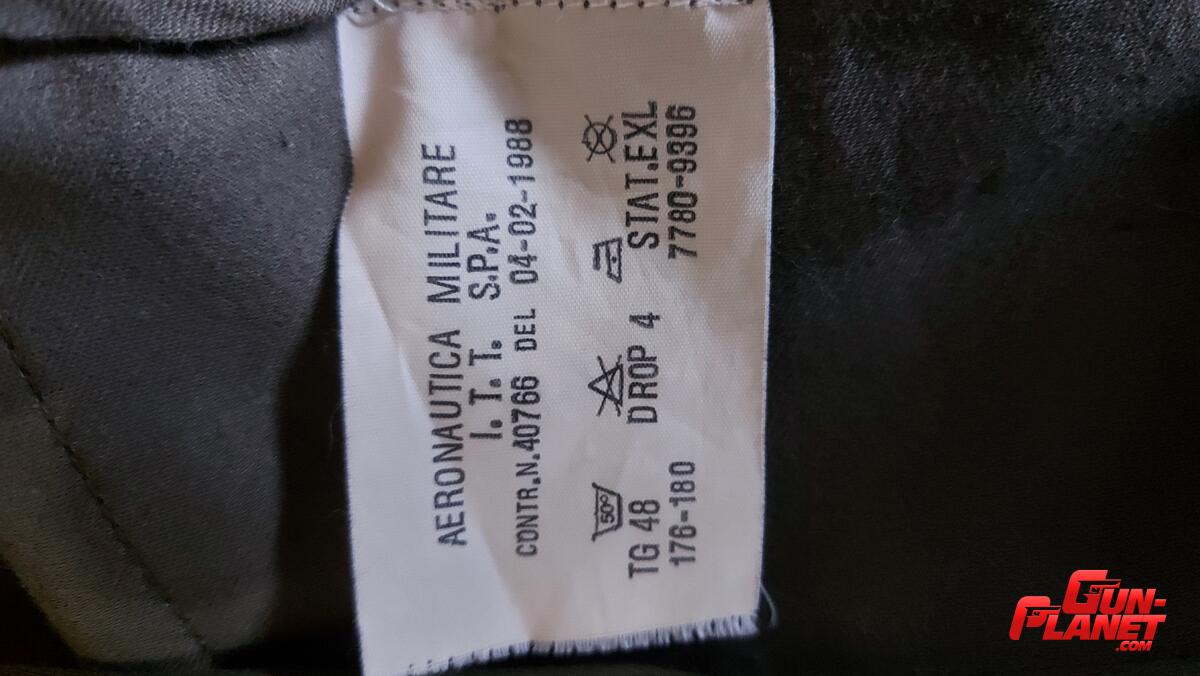 AERONAUTICA MILITARE
I.T.T. S.P.A.
CONTR.N.40766 DEL 04-02-1988
50°
TG 48 DROP 4 STAT.EXL
176-180 7780-9396
GUN-PLANET.COM